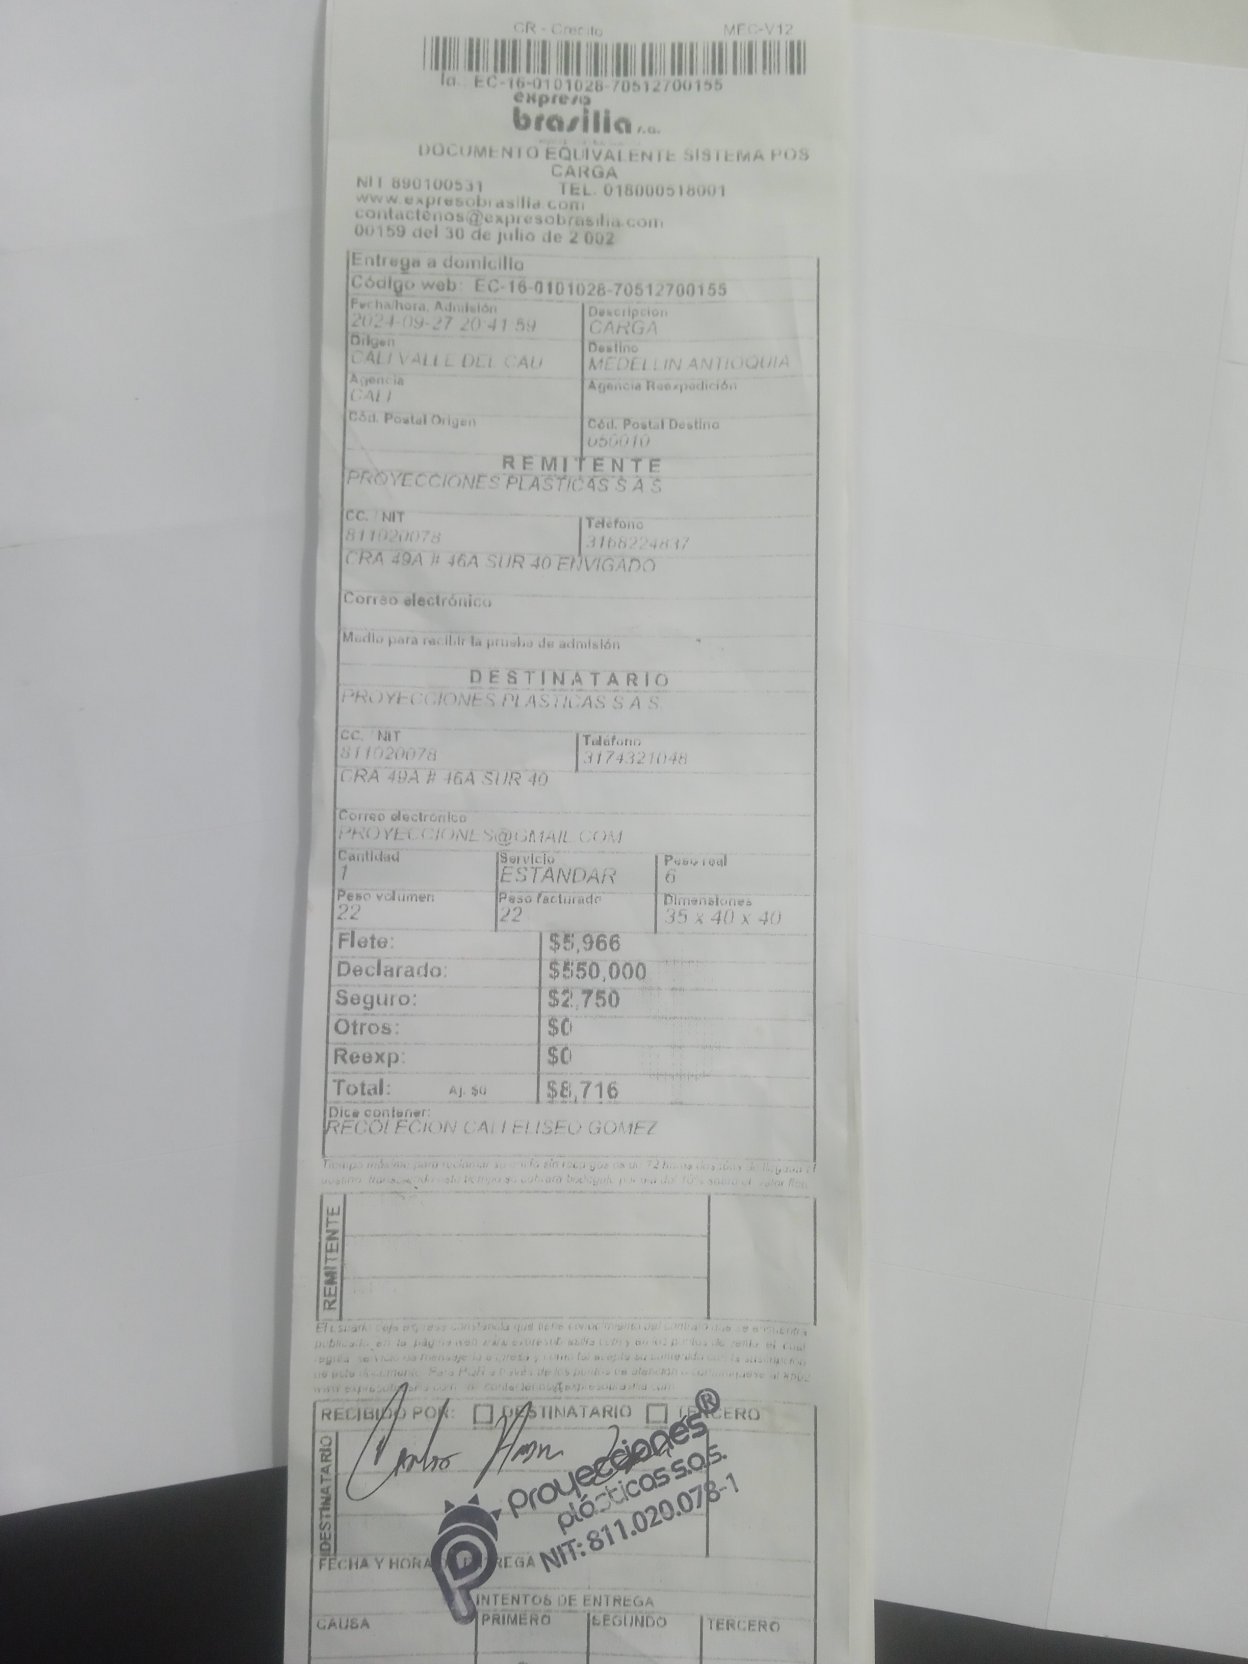 CR - Credito MEC-V12
Id.: EC-16-0101028-70512700155
expreso
brasilia s.a.
DOCUMENTO EQUIVALENTE SISTEMA POS
CARGA
NIT 890100531 TEL. 018000518001
www.expresobrasilia.com
contactenos@expresobrasilia.com
00159 del 30 de julio de 2 002
Entrega a domicilio
Código web: EC-16-0101028-70512700155
Fecha/hora, Admisión Descripción
2024-09-27 20:41:59 CARGA
Origen Destino
CALI VALLE DEL CAU MEDELLIN ANTIOQUIA
Agencia Agencia Reexpedición
CALI
Cód. Postal Origen Cód. Postal Destino
050010
REMITENTE
PROYECCIONES PLASTICAS S A S
CC. / NIT Teléfono
811020078 3168224837
CRA 49A # 46A SUR 40 ENVIGADO
Correo electrónico
Medio para recibir la prueba de admisión
DESTINATARIO
PROYECCIONES PLASTICAS S A S
CC. / NIT Teléfono
811020078 3174321048
CRA 49A # 46A SUR 40
Correo electrónico
PROYECCIONES@GMAIL.COM
Cantidad Servicio Peso real
1 ESTANDAR 6
Peso volumen Peso facturado Dimensiones
22 22 35 x 40 x 40
Flete: $5,966
Declarado: $550,000
Seguro: $2,750
Otros: $0
Reexp: $0
Total: Aj. $0 $8,716
Dice contener:
RECOLECION CALI ELISEO GOMEZ
REMITENTE
RECIBIDO POR: DESTINATARIO TERCERO
DESTINATARIO
Proyecciones®
plásticas s.a.s.
NIT: 811.020.078-1
FECHA Y HORA DE ENTREGA
INTENTOS DE ENTREGA
CAUSA PRIMERO SEGUNDO TERCERO